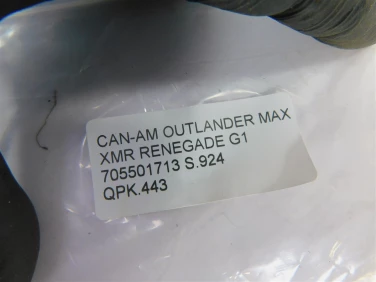 CAN-AM OUTLANDER MAX
XMR RENEGADE G1
705501713 S.924
QPK.443